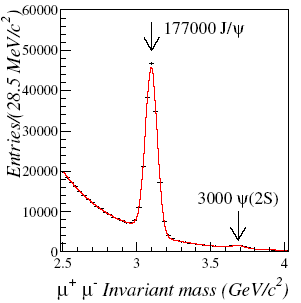 60000
50000
40000
30000
20000
10000
0
Entries/(28.5 MeV/c²)
177000 J/ψ
3000 ψ(2S)
2.5 3 3.5 4
μ⁺ μ⁻ Invariant mass (GeV/c²)